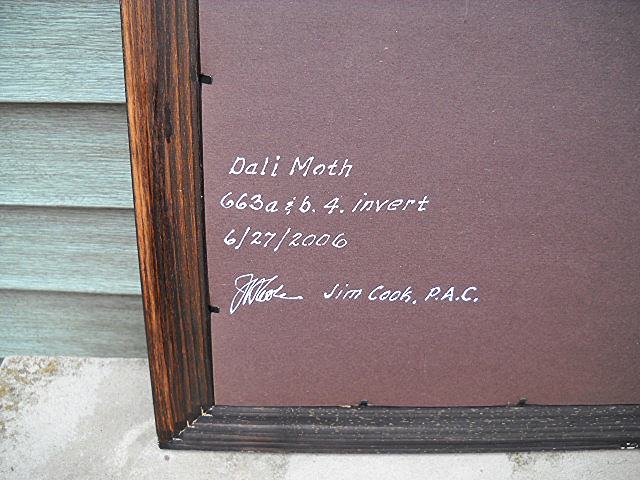 Dali Moth
663a & b. 4. invert
6/27/2006
Jim Cook, P.A.C.